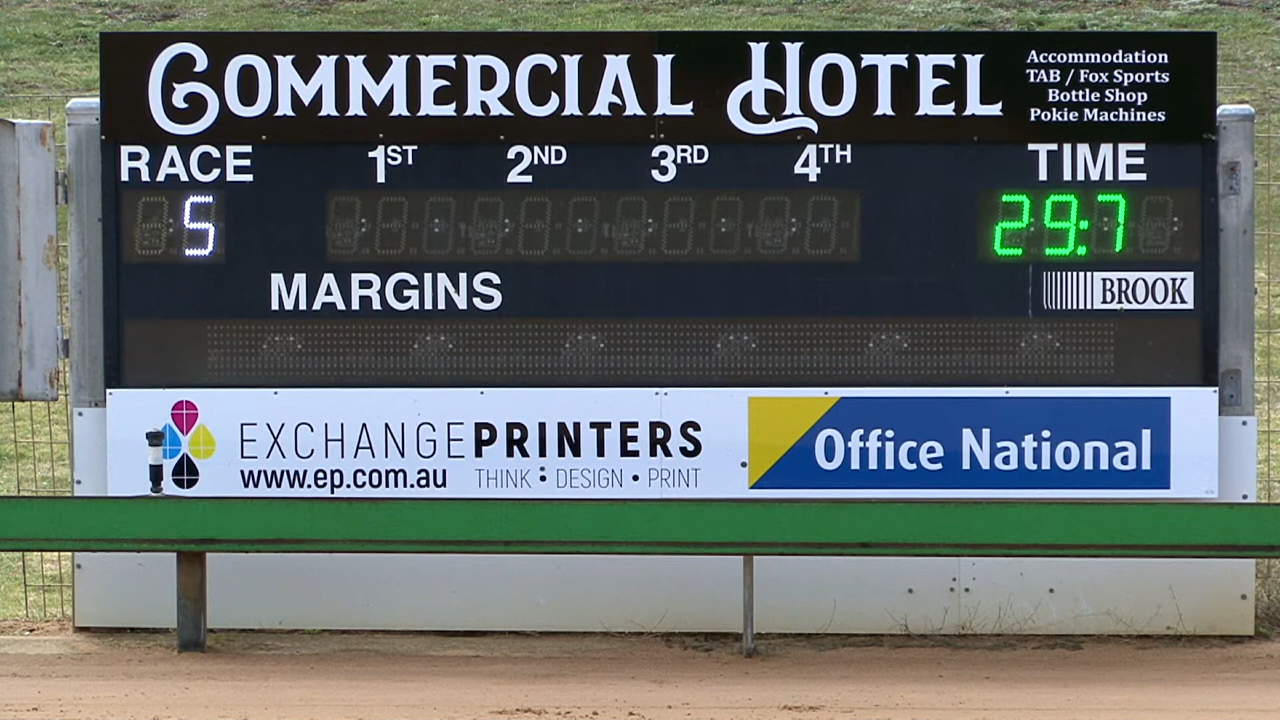 COMMERCIAL HOTEL
Accommodation
TAB / Fox Sports
Bottle Shop
Pokie Machines
RACE 1ST 2ND 3RD 4TH TIME
5 29:7
MARGINS
BROOK
EXCHANGEPRINTERS
www.ep.com.au THINK : DESIGN • PRINT
Office National